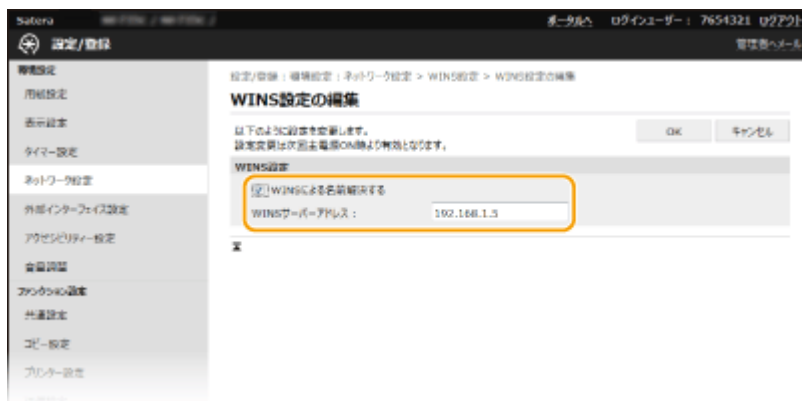 Satera
ポータルへ ログインユーザー： 7654321 ログアウト
設定/登録
管理者へメール
環境設定
用紙設定
表示設定
タイマー設定
ネットワーク設定
外部インターフェイス設定
アクセシビリティー設定
音量調整
ファンクション設定
共通設定
コピー設定
プリンター設定
設定/登録 : 環境設定 : ネットワーク設定 > WINS設定 > WINS設定の編集
WINS設定の編集
以下のように設定を変更します。
設定変更は次回主電源ON時より有効となります。
OK キャンセル
WINS設定
WINSによる名前解決する
WINSサーバーアドレス： 192.168.1.5